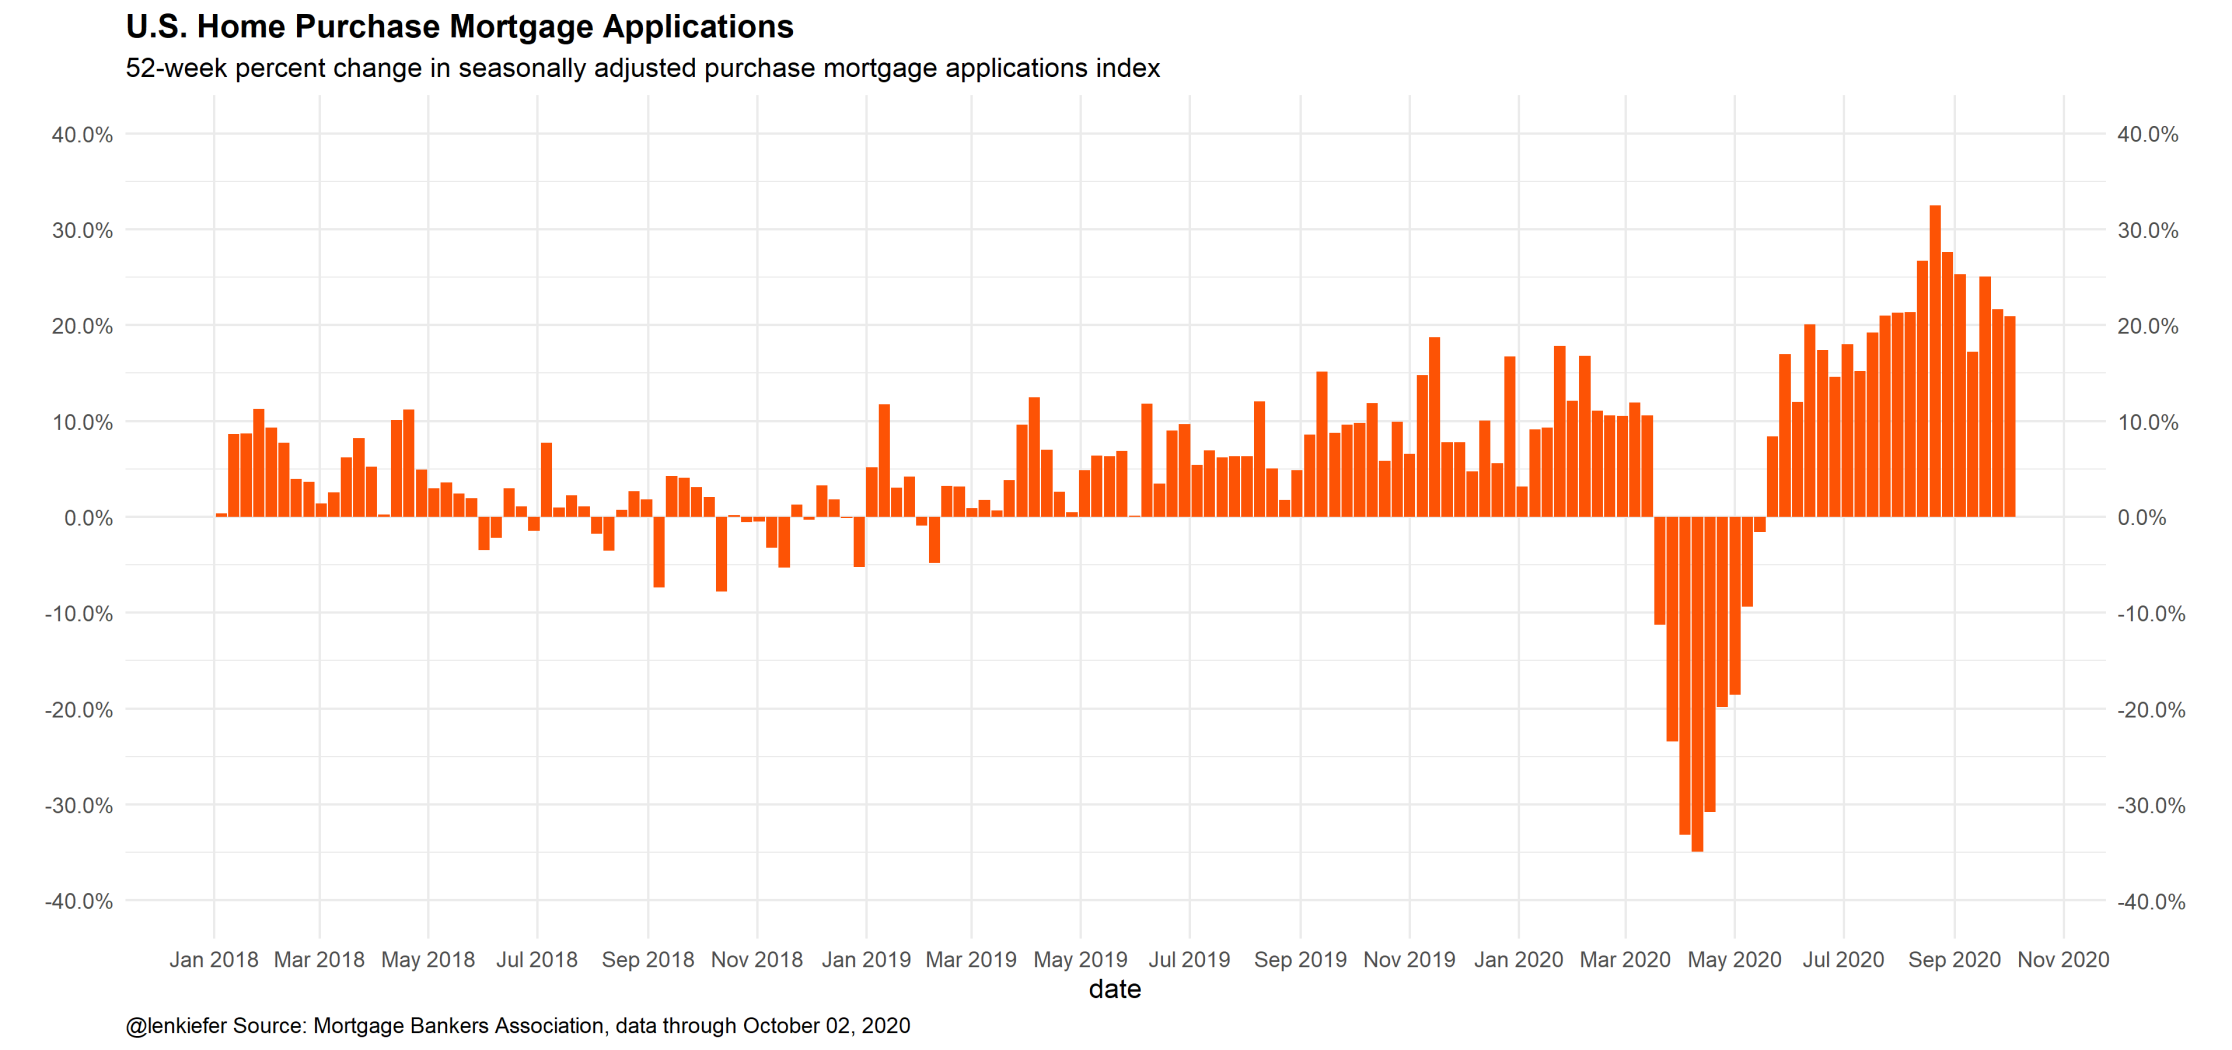 U.S. Home Purchase Mortgage Applications
52-week percent change in seasonally adjusted purchase mortgage applications index
40.0% 40.0%
30.0% 30.0%
20.0% 20.0%
10.0% 10.0%
0.0% 0.0%
-10.0% -10.0%
-20.0% -20.0%
-30.0% -30.0%
-40.0% -40.0%
Jan 2018 Mar 2018 May 2018 Jul 2018 Sep 2018 Nov 2018 Jan 2019 Mar 2019 May 2019 Jul 2019 Sep 2019 Nov 2019 Jan 2020 Mar 2020 May 2020 Jul 2020 Sep 2020 Nov 2020
date
@lenkiefer Source: Mortgage Bankers Association, data through October 02, 2020